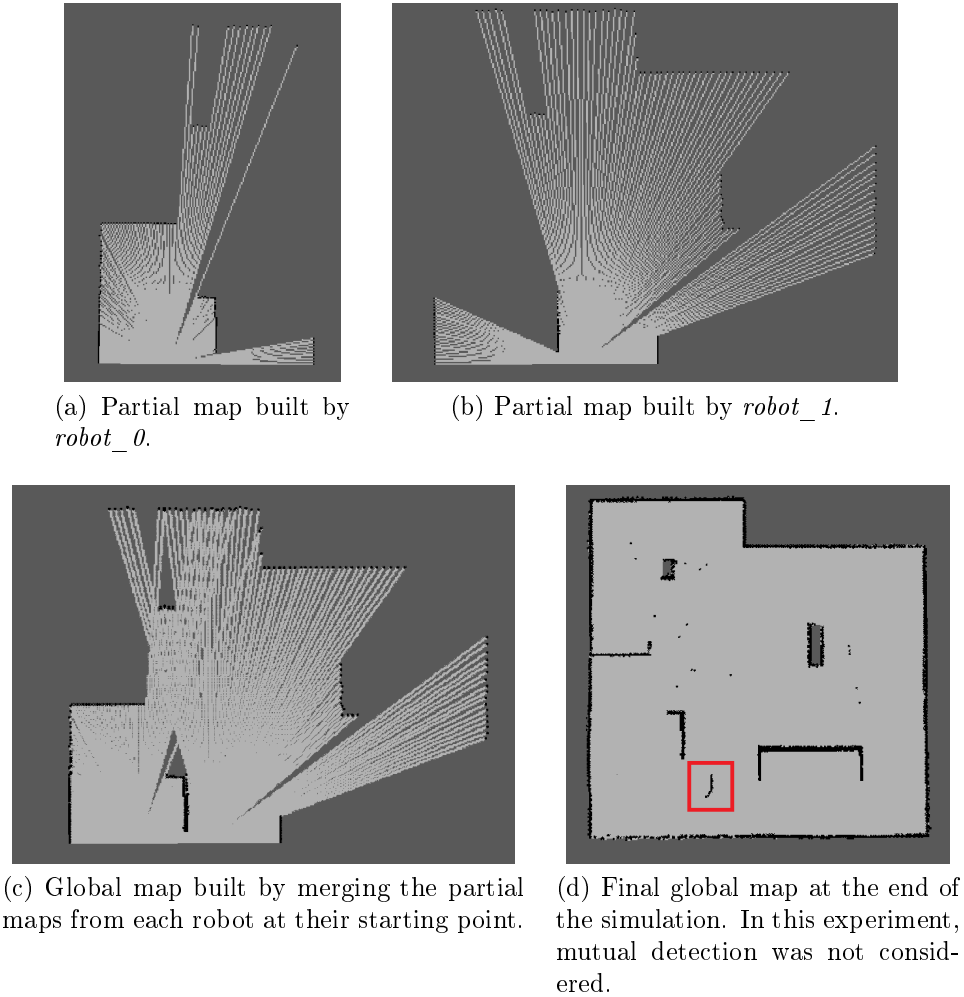 (a) Partial map built by
robot_0.
(b) Partial map built by robot_1.
(c) Global map built by merging the partial
maps from each robot at their starting point.
(d) Final global map at the end of
the simulation. In this experiment,
mutual detection was not consid-
ered.